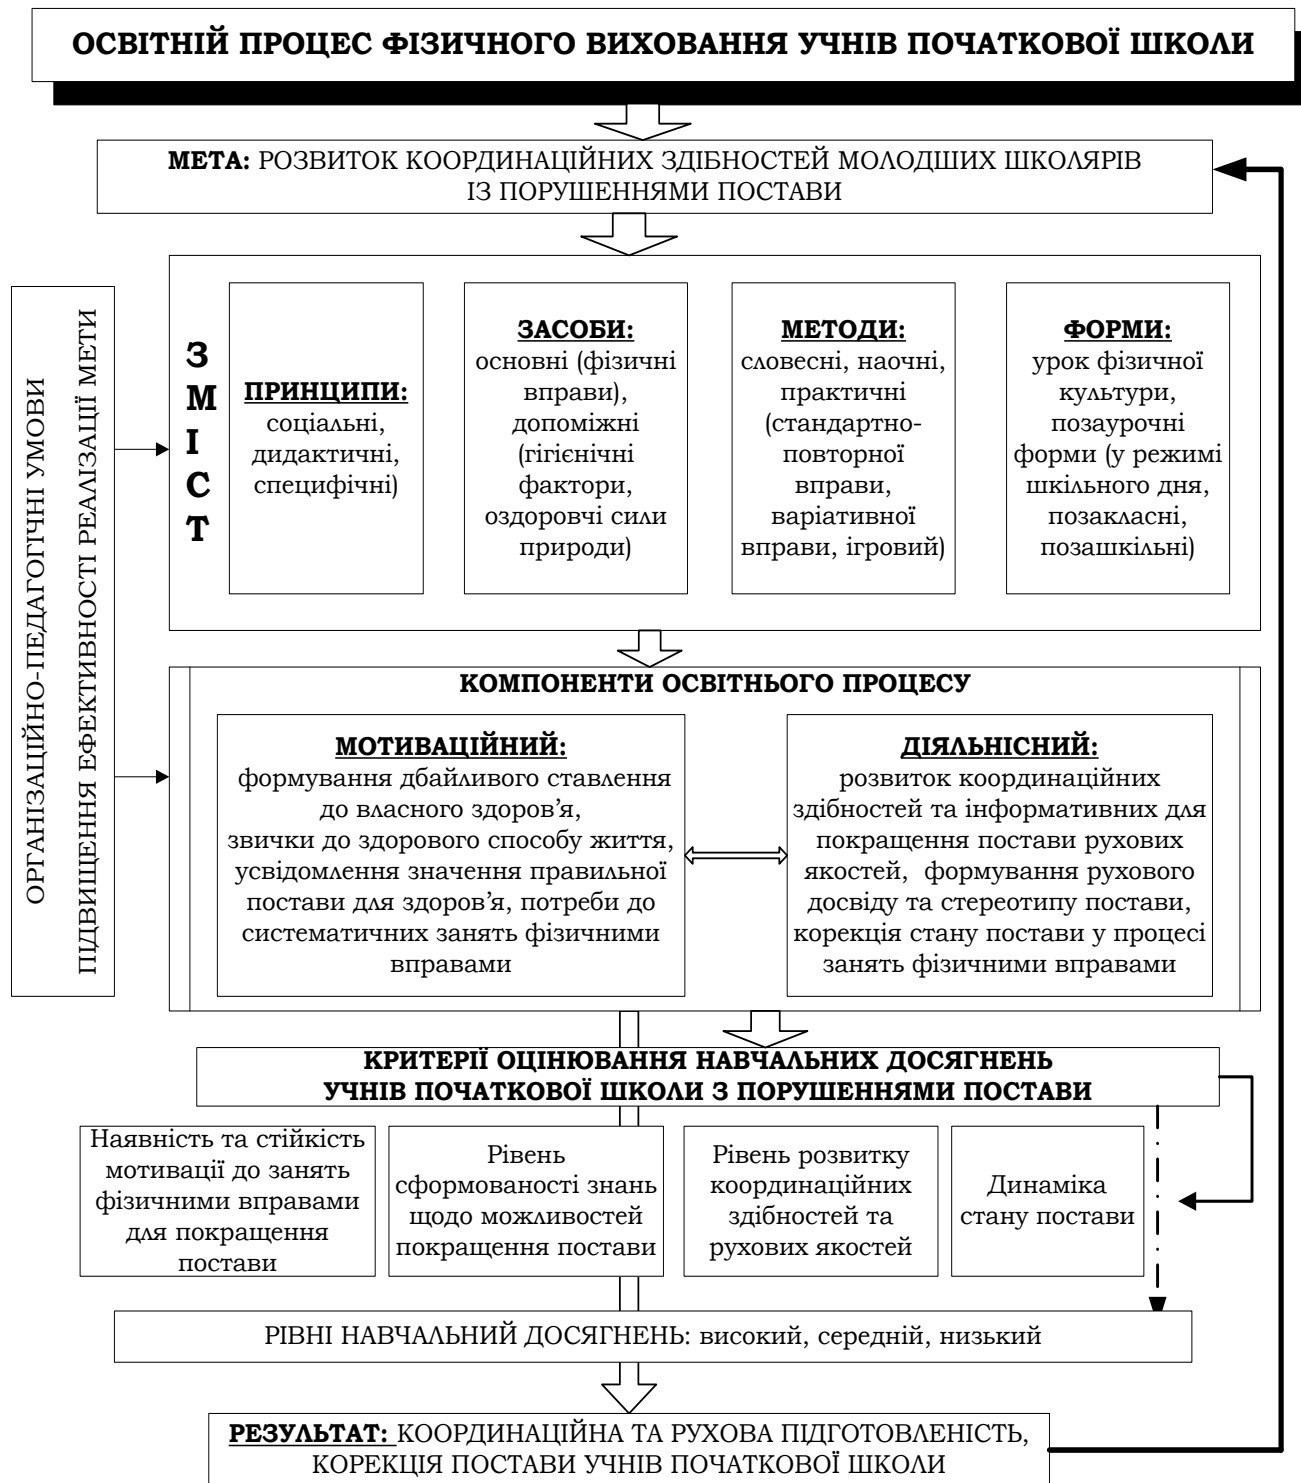 ОСВІТНІЙ ПРОЦЕС ФІЗИЧНОГО ВИХОВАННЯ УЧНІВ ПОЧАТКОВОЇ ШКОЛИ
МЕТА: РОЗВИТОК КООРДИНАЦІЙНИХ ЗДІБНОСТЕЙ МОЛОДШИХ ШКОЛЯРІВ
ІЗ ПОРУШЕННЯМИ ПОСТАВИ
ОРГАНІЗАЦІЙНО-ПЕДАГОГІЧНІ УМОВИ
ПІДВИЩЕННЯ ЕФЕКТИВНОСТІ РЕАЛІЗАЦІЇ МЕТИ
З
М
І
С
Т
ПРИНЦИПИ:
соціальні,
дидактичні,
специфічні)
ЗАСОБИ:
основні (фізичні
вправи),
допоміжні
(гігієнічні
фактори,
оздоровчі сили
природи)
МЕТОДИ:
словесні, наочні,
практичні
(стандартно-
повторної
вправи,
варіативної
вправи, ігровий)
ФОРМИ:
урок фізичної
культури,
позаурочні
форми (у режимі
шкільного дня,
позакласні,
позашкільні)
КОМПОНЕНТИ ОСВІТНЬОГО ПРОЦЕСУ
МОТИВАЦІЙНИЙ:
формування дбайливого ставлення
до власного здоров’я,
звички до здорового способу життя,
усвідомлення значення правильної
постави для здоров’я, потреби до
систематичних занять фізичними
вправами
ДІЯЛЬНІСНИЙ:
розвиток координаційних
здібностей та інформативних для
покращення постави рухових
якостей,  формування рухового
досвіду та стереотипу постави,
корекція стану постави у процесі
занять фізичними вправами
КРИТЕРІЇ ОЦІНЮВАННЯ НАВЧАЛЬНИХ ДОСЯГНЕНЬ
УЧНІВ ПОЧАТКОВОЇ ШКОЛИ З ПОРУШЕННЯМИ ПОСТАВИ
Наявність та стійкість
мотивації до занять
фізичними вправами
для покращення
постави
Рівень
сформованості знань
щодо можливостей
покращення постави
Рівень розвитку
координаційних
здібностей та
рухових якостей
Динаміка
стану постави
РІВНІ НАВЧАЛЬНИЙ ДОСЯГНЕНЬ: високий, середній, низький
РЕЗУЛЬТАТ: КООРДИНАЦІЙНА ТА РУХОВА ПІДГОТОВЛЕНІСТЬ,
КОРЕКЦІЯ ПОСТАВИ УЧНІВ ПОЧАТКОВОЇ ШКОЛИ